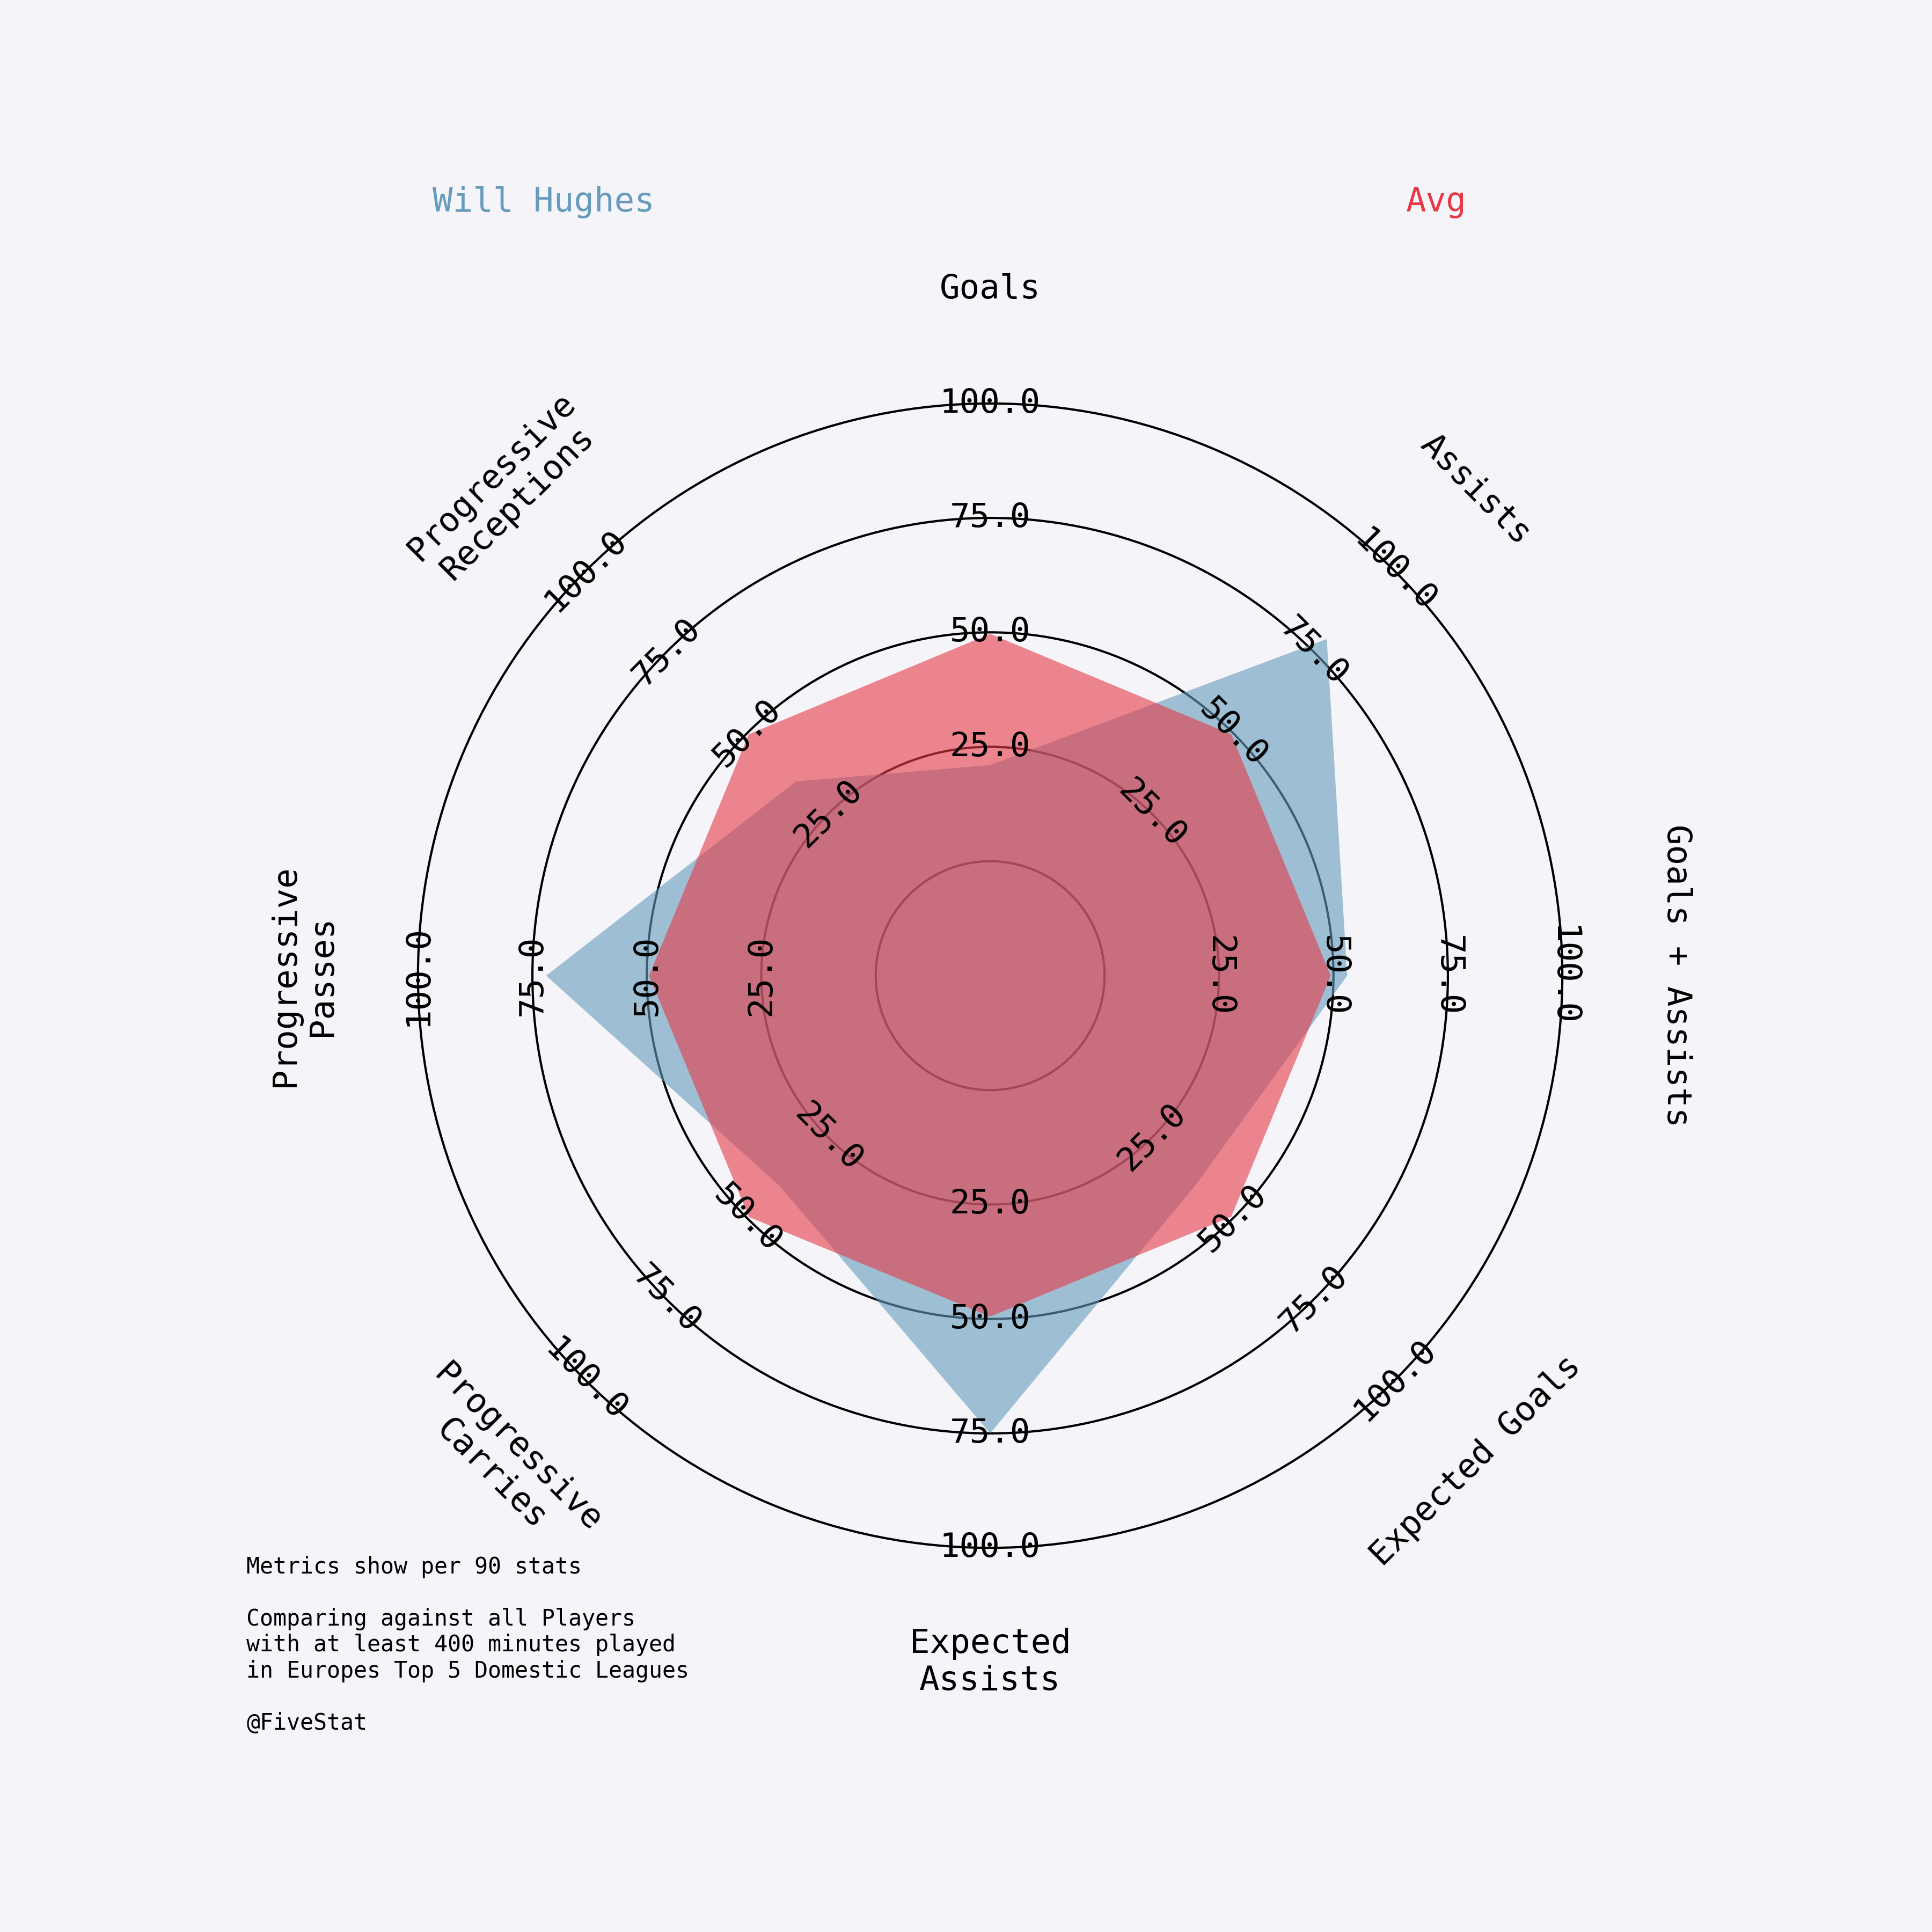 Will Hughes
Avg
Goals
Assists
Goals + Assists
Expected Goals
Expected
Assists
Progressive
Carries
Progressive
Passes
Progressive
Receptions
25.0
50.0
75.0
100.0
25.0
50.0
75.0
100.0
25.0
50.0
75.0
100.0
25.0
50.0
75.0
100.0
25.0
50.0
75.0
100.0
25.0
50.0
75.0
100.0
25.0
50.0
75.0
100.0
25.0
50.0
75.0
100.0
Metrics show per 90 stats
Comparing against all Players
with at least 400 minutes played
in Europes Top 5 Domestic Leagues
@FiveStat